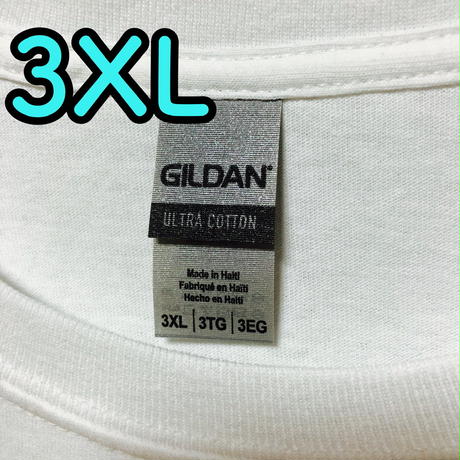 3XL
GILDAN®
ULTRA COTTON
Made in Haiti
Fabriqué en Haïti
Hecho en Haití
3XL | 3TG | 3EG